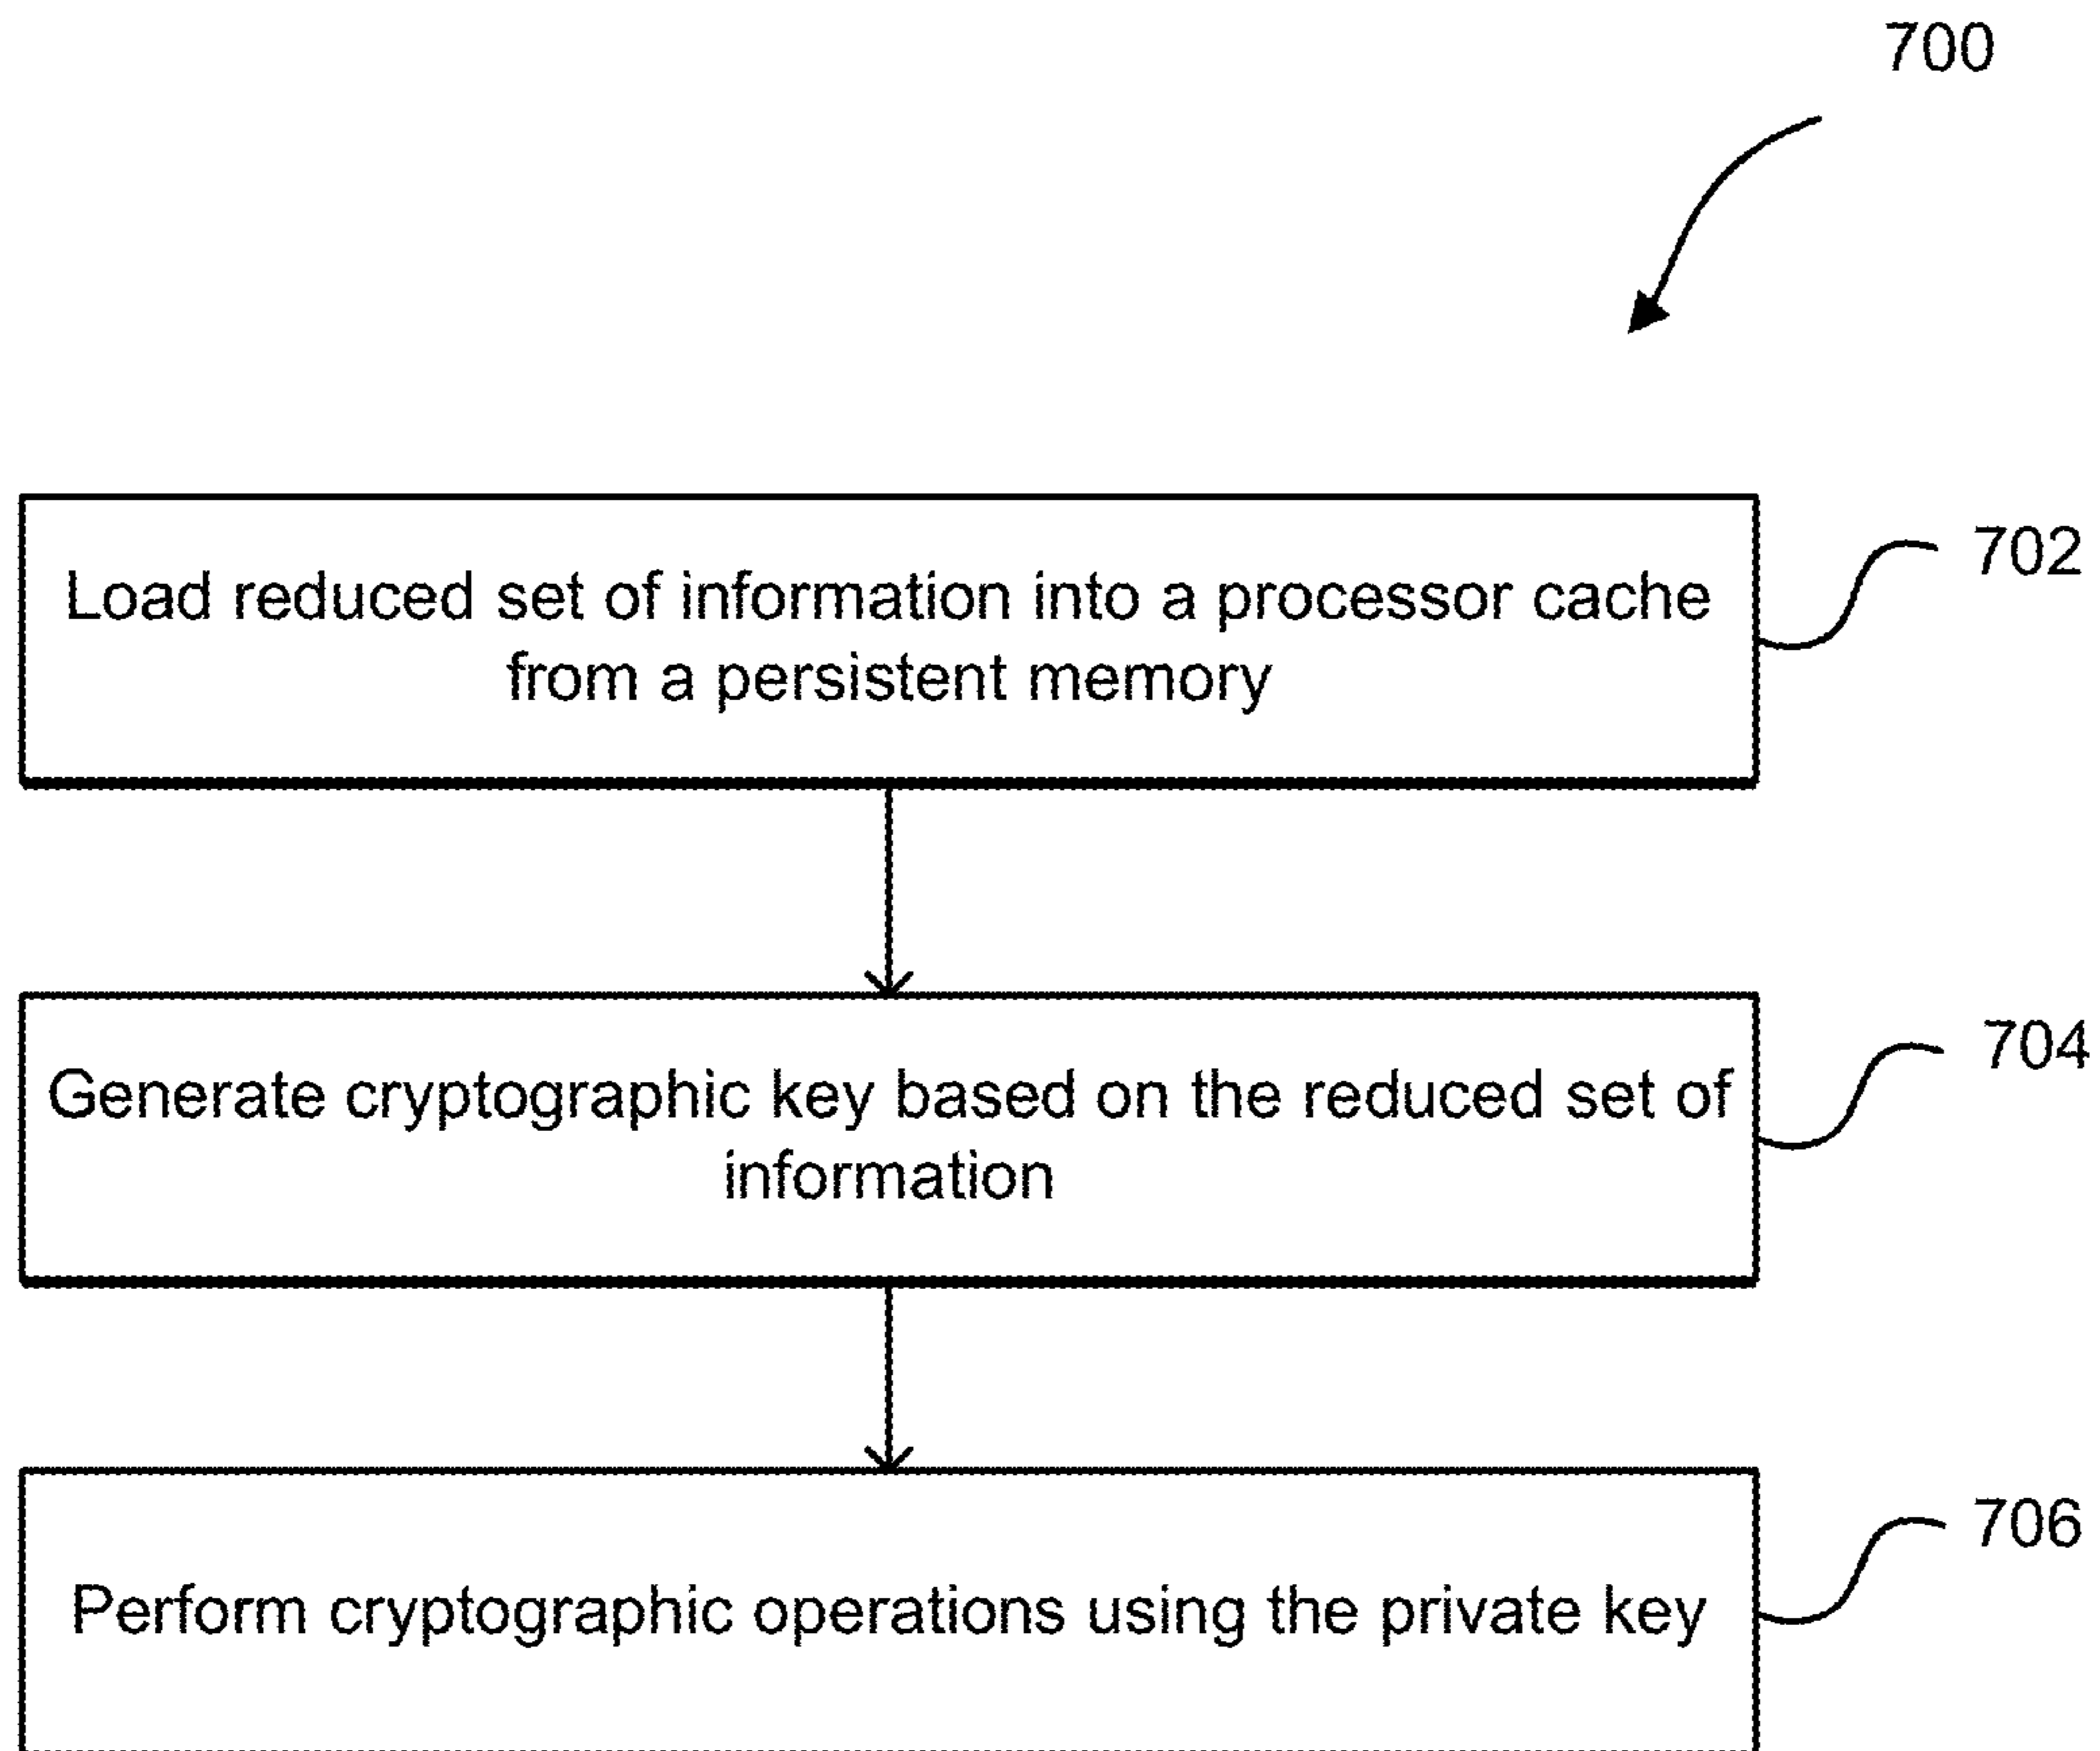 700
Load reduced set of information into a processor cache
from a persistent memory
702
Generate cryptographic key based on the reduced set of
information
704
Perform cryptographic operations using the private key
706